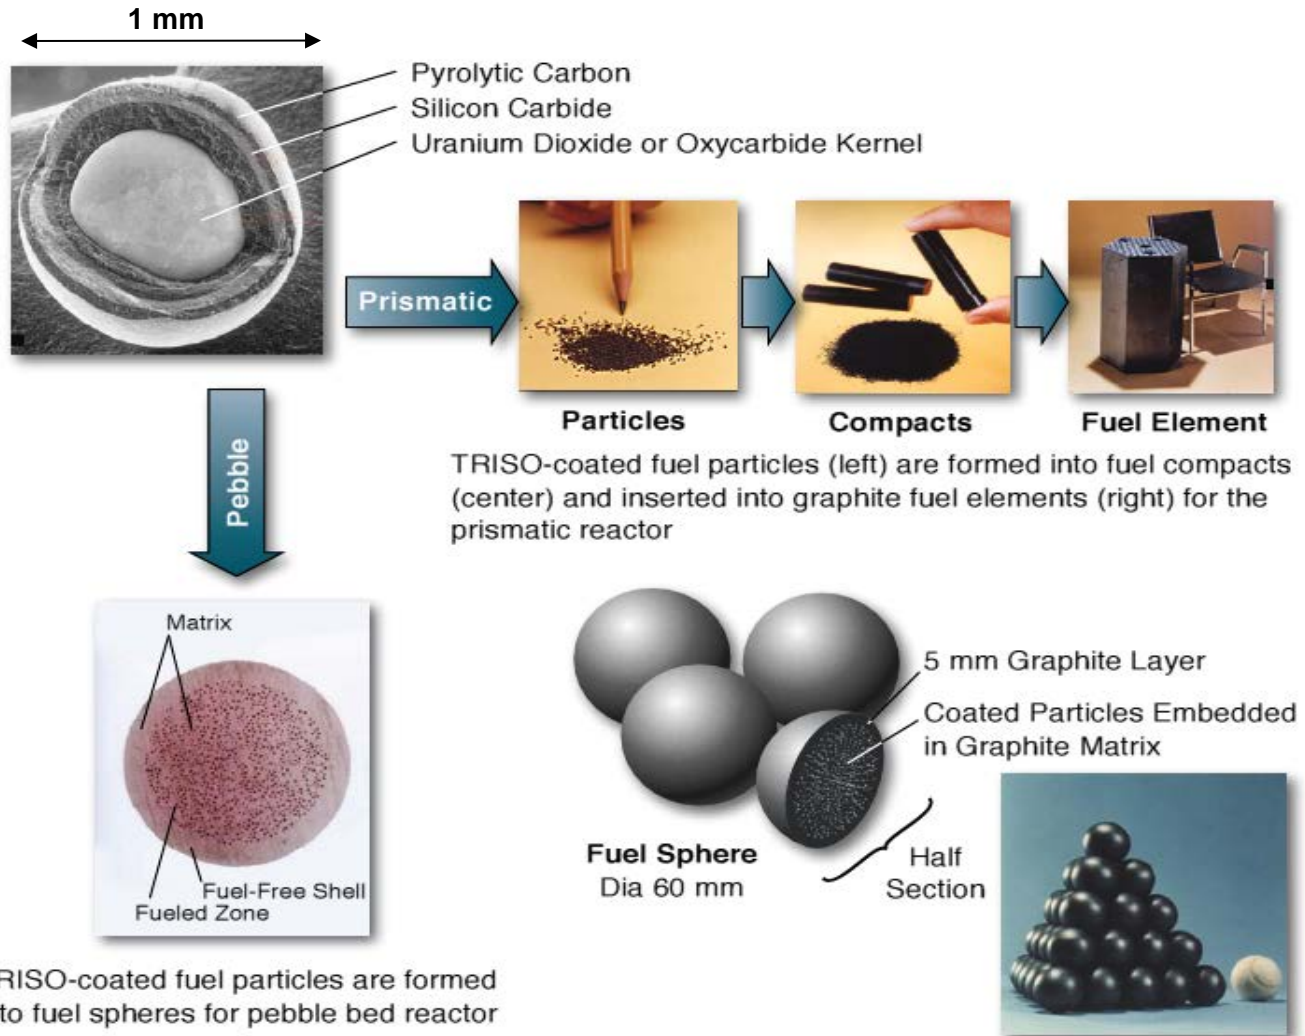 1 mm
Pyrolytic Carbon
Silicon Carbide
Uranium Dioxide or Oxycarbide Kernel
Prismatic
Particles
Compacts
Fuel Element
TRISO-coated fuel particles (left) are formed into fuel compacts
(center) and inserted into graphite fuel elements (right) for the
prismatic reactor
Pebble
Matrix
Fuel-Free Shell
Fueled Zone
5 mm Graphite Layer
Coated Particles Embedded
in Graphite Matrix
Fuel Sphere
Dia 60 mm
Half
Section
RISO-coated fuel particles are formed
to fuel spheres for pebble bed reactor